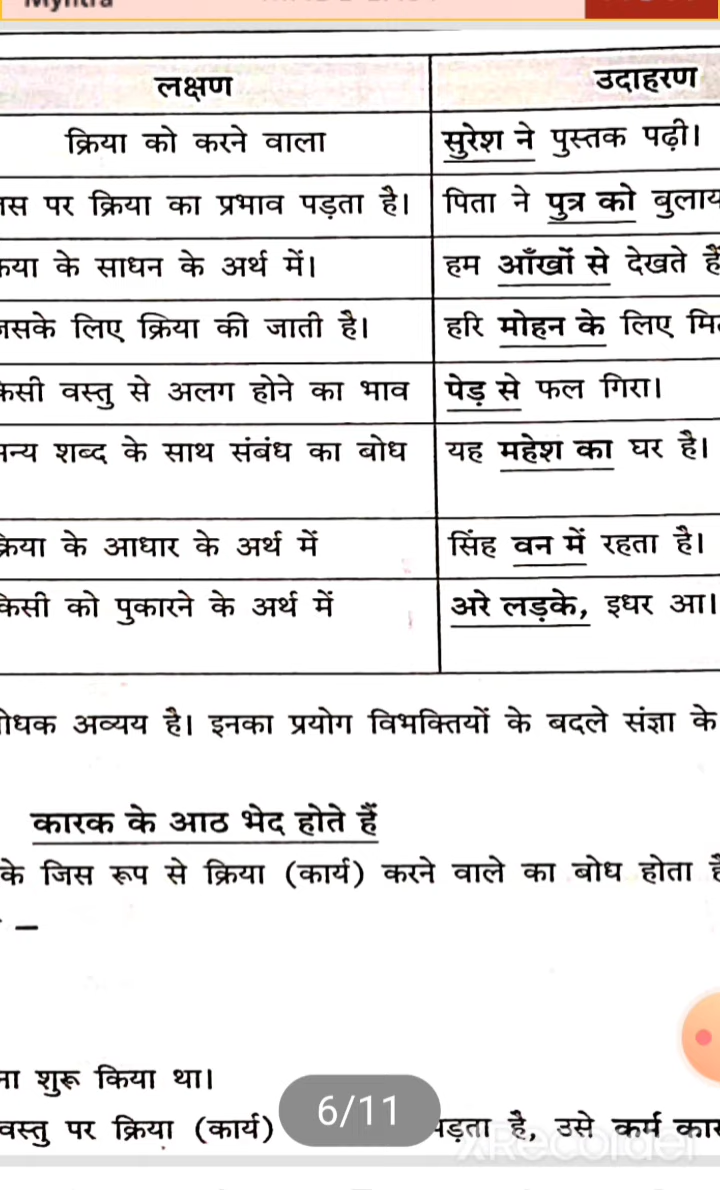 Myntra
लक्षण उदाहरण
क्रिया को करने वाला सुरेश ने पुस्तक पढ़ी।
पर क्रिया का प्रभाव पड़ता है। पिता ने पुत्र को
के साधन के अर्थ में। हम आँखों से देखते हैं
के लिए क्रिया की जाती है। हरि मोहन के लिए
वस्तु से अलग होने का भाव पेड़ से फल गिरा।
शब्द के साथ संबंध का बोध यह महेश का घर है।
के आधार के अर्थ में सिंह वन में रहता है।
को पुकारने के अर्थ में अरे लड़के, इधर आ।
अव्यय है। इनका प्रयोग विभक्तियों के बदले संज्ञा के
कारक के आठ भेद होते हैं
के जिस रूप से क्रिया (कार्य) करने वाले का बोध होता
–
शुरू किया था।
वस्तु पर क्रिया (कार्य) 6/11 पड़ता है, उसे कर्म
XRecorder